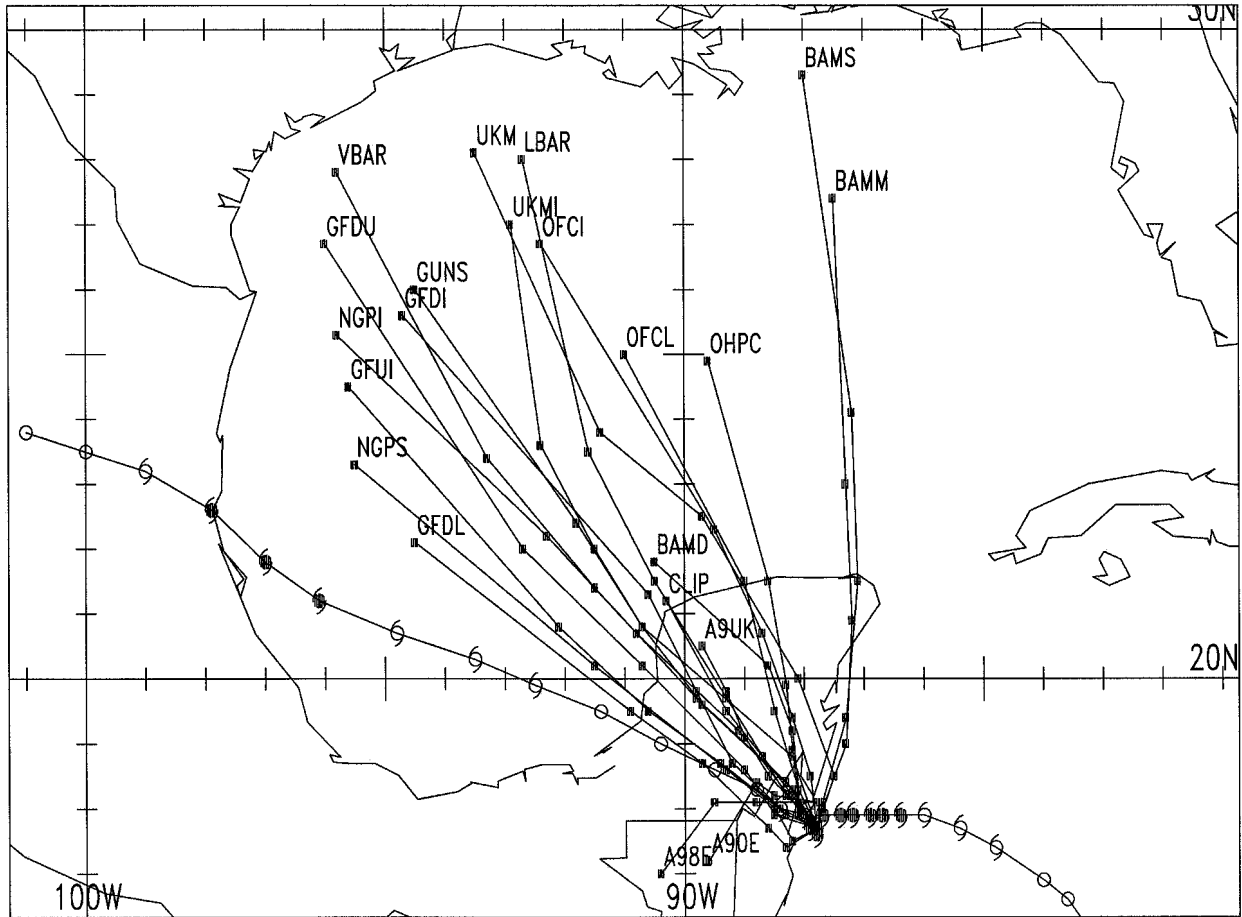 30N
BAMS
UKM
LBAR
VBAR
BAMM
UKMI
GFDU
OFCI
GUNS
GFDI
NGPI
OFCL
OHPC
GFUI
NGPS
GFDL
BAMD
CLIP
A9UK
20N
A90E
A98E
100W
90W